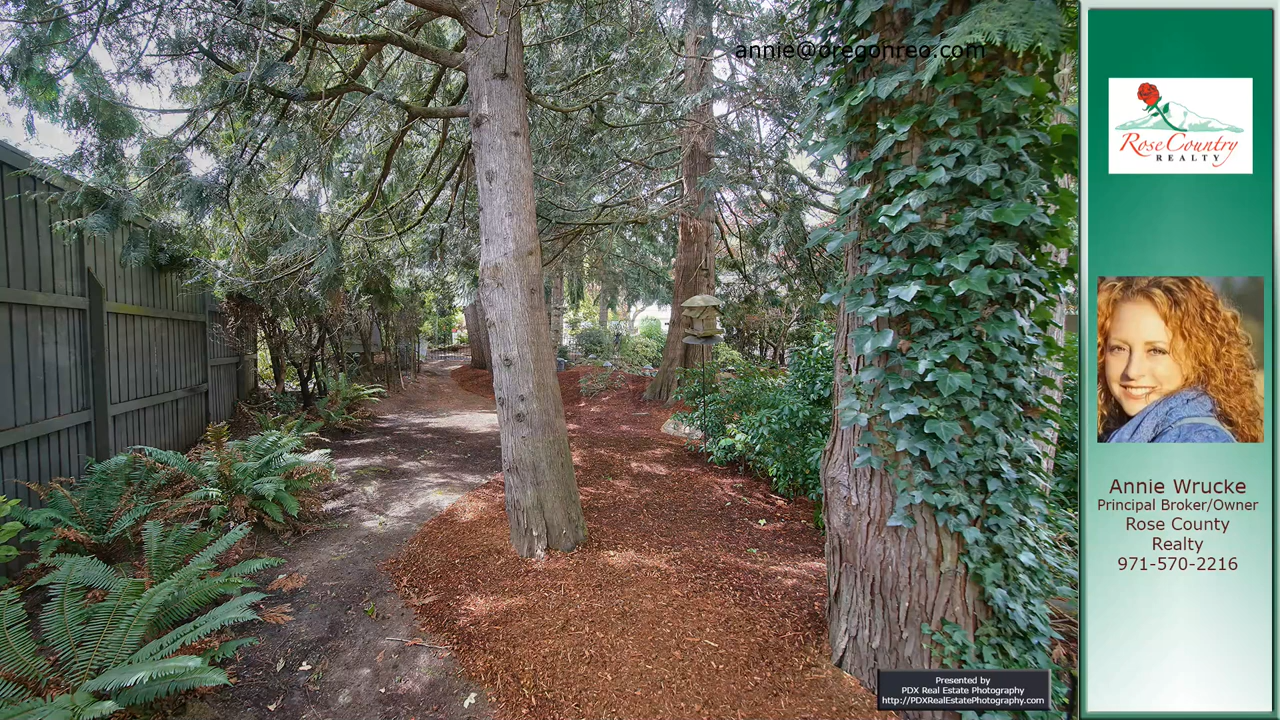 annie@oregonreo.com
Rose Country
REALTY
Annie Wrucke
Principal Broker/Owner
Rose County
Realty
971-570-2216
Presented by
PDX Real Estate Photography
http://PDXRealEstatePhotography.com